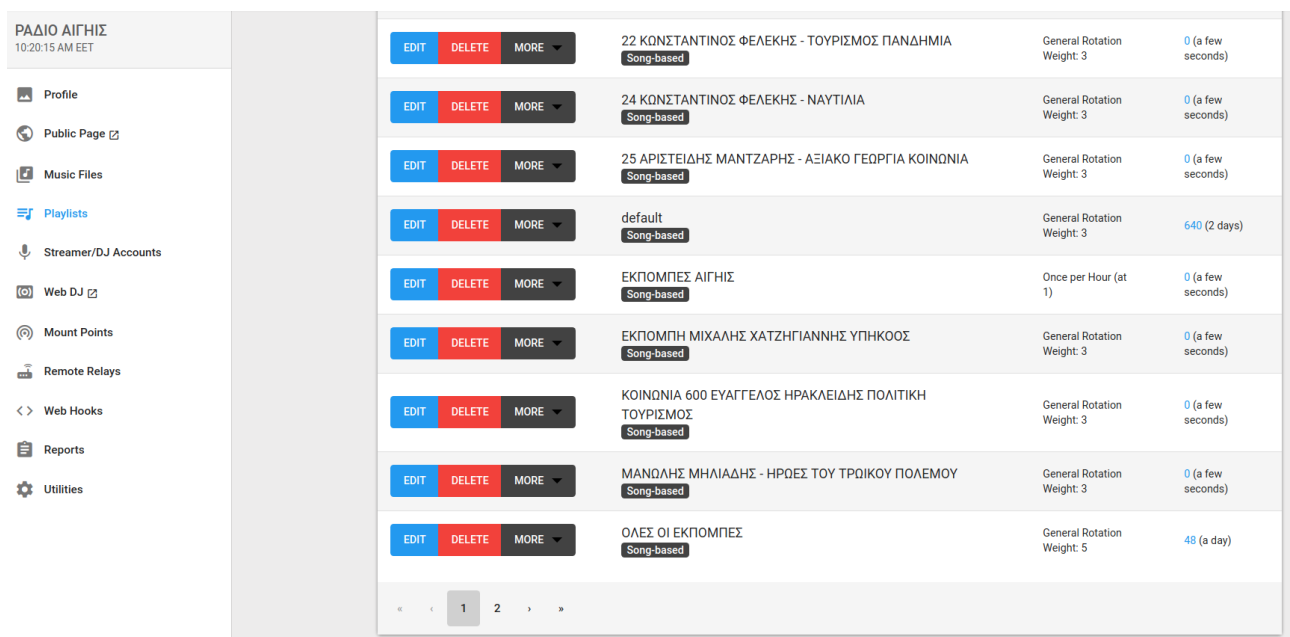 ΡΑΔΙΟ ΑΙΓΗΙΣ
10:20:15 AM EET
Profile
Public Page
Music Files
Playlists
Streamer/DJ Accounts
Web DJ
Mount Points
Remote Relays
Web Hooks
Reports
Utilities
EDIT DELETE MORE
22 ΚΩΝΣΤΑΝΤΙΝΟΣ ΦΕΛΕΚΗΣ - ΤΟΥΡΙΣΜΟΣ ΠΑΝΔΗΜΙΑ
Song-based
General Rotation
Weight: 3
0 (a few
seconds)
EDIT DELETE MORE
24 ΚΩΝΣΤΑΝΤΙΝΟΣ ΦΕΛΕΚΗΣ - ΝΑΥΤΙΛΙΑ
Song-based
General Rotation
Weight: 3
0 (a few
seconds)
EDIT DELETE MORE
25 ΑΡΙΣΤΕΙΔΗΣ ΜΑΝΤΖΑΡΗΣ - ΑΞΙΑΚΟ ΓΕΩΡΓΙΑ ΚΟΙΝΩΝΙΑ
Song-based
General Rotation
Weight: 3
0 (a few
seconds)
EDIT DELETE MORE
default
Song-based
General Rotation
Weight: 3
640 (2 days)
EDIT DELETE MORE
ΕΚΠΟΜΠΕΣ ΑΙΓΗΙΣ
Song-based
Once per Hour (at
1)
0 (a few
seconds)
EDIT DELETE MORE
ΕΚΠΟΜΠΗ ΜΙΧΑΛΗΣ ΧΑΤΖΗΓΙΑΝΝΗΣ ΥΠΗΚΟΟΣ
Song-based
General Rotation
Weight: 3
0 (a few
seconds)
EDIT DELETE MORE
ΚΟΙΝΩΝΙΑ 600 ΕΥΑΓΓΕΛΟΣ ΗΡΑΚΛΕΙΔΗΣ ΠΟΛΙΤΙΚΗ
ΤΟΥΡΙΣΜΟΣ
Song-based
General Rotation
Weight: 3
0 (a few
seconds)
EDIT DELETE MORE
ΜΑΝΩΛΗΣ ΜΗΛΙΑΔΗΣ - ΗΡΩΕΣ ΤΟΥ ΤΡΩΙΚΟΥ ΠΟΛΕΜΟΥ
Song-based
General Rotation
Weight: 3
0 (a few
seconds)
EDIT DELETE MORE
ΟΛΕΣ ΟΙ ΕΚΠΟΜΠΕΣ
Song-based
General Rotation
Weight: 5
48 (a day)
« ‹ 1 2 › »